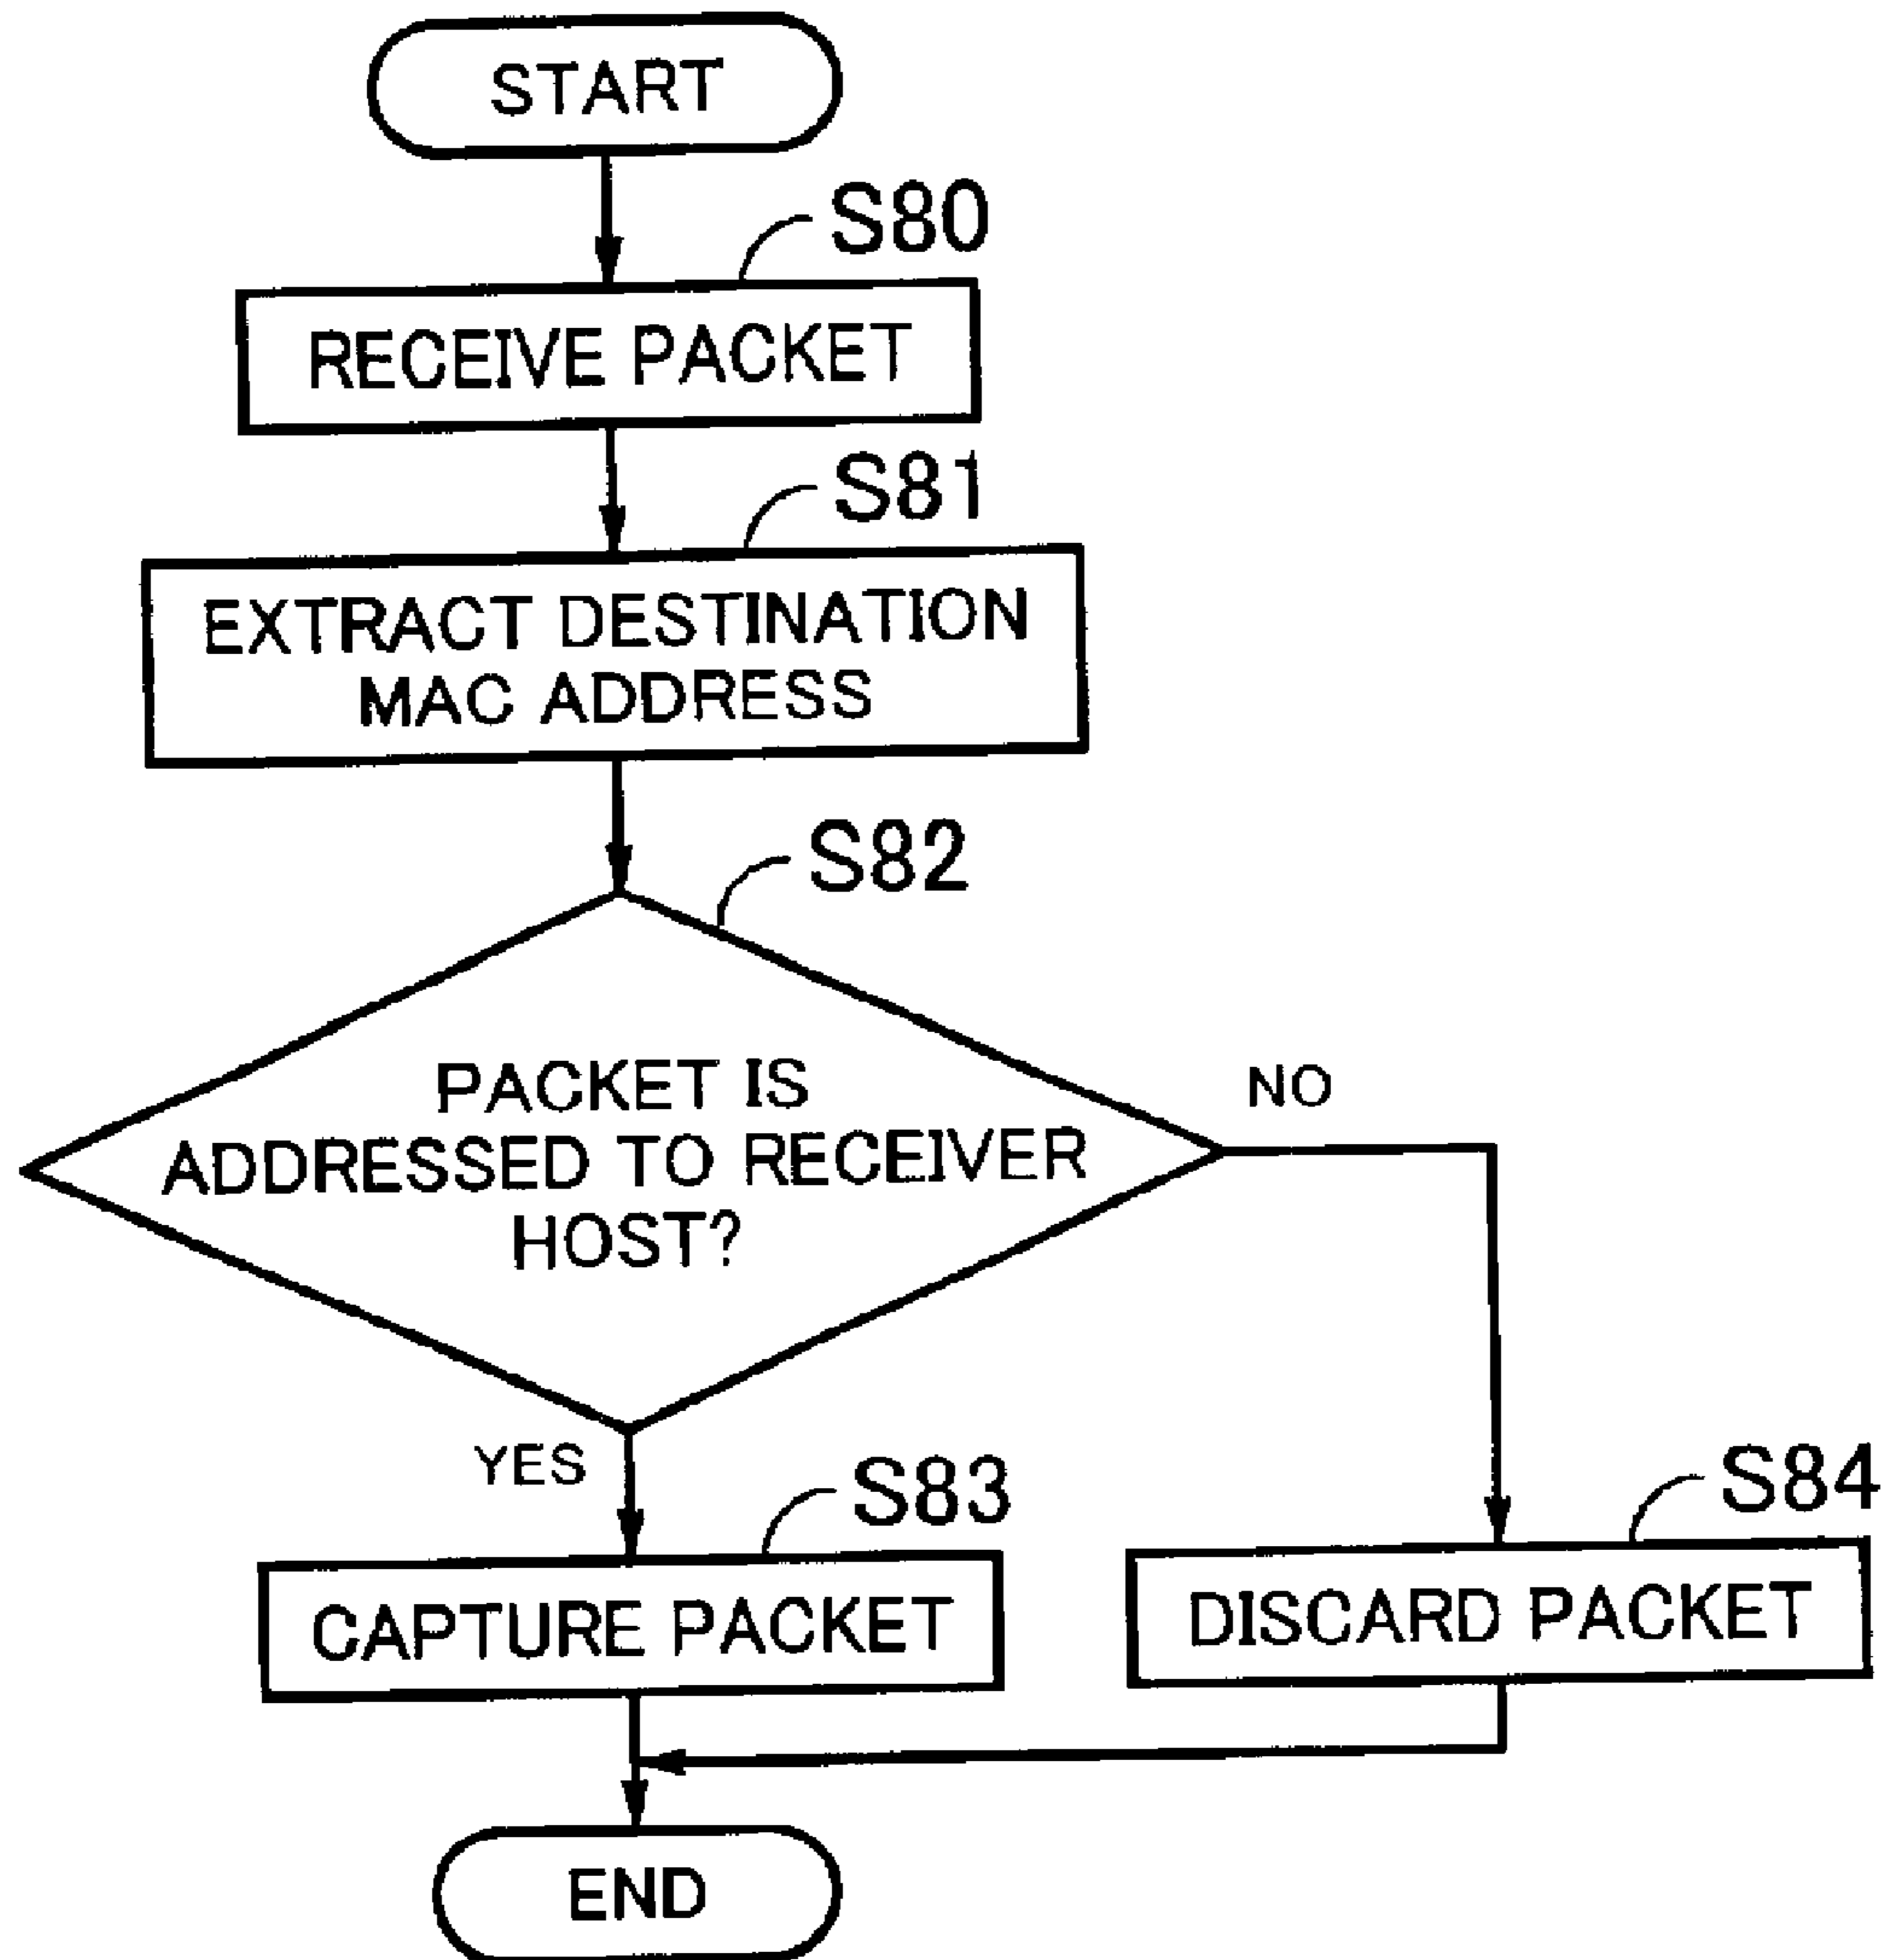 START
S80
RECEIVE PACKET
S81
EXTRACT DESTINATION
MAC ADDRESS
S82
PACKET IS
ADDRESSED TO RECEIVER
HOST?
NO
YES
S83
CAPTURE PACKET
S84
DISCARD PACKET
END